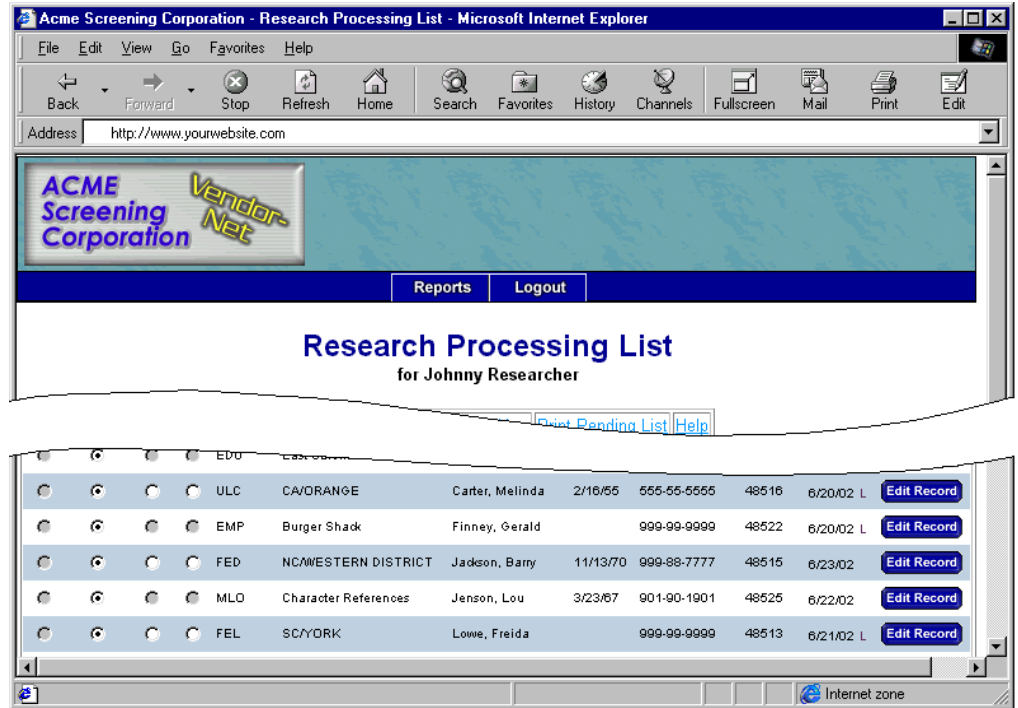 Acme Screening Corporation - Research Processing List - Microsoft Internet Explorer
File Edit View Go Favorites Help
Back Forward Stop Refresh Home Search Favorites History Channels Fullscreen Mail Print Edit
Address http://www.yourwebsite.com
ACME
Screening
Corporation
Vendor-
Net
Reports Logout
Research Processing List
for Johnny Researcher
Print Pending List Help
EDU
ULC CA/ORANGE Carter, Melinda 2/16/55 555-55-5555 48516 6/20/02 L Edit Record
EMP Burger Shack Finney, Gerald 999-99-9999 48522 6/20/02 L Edit Record
FED NC/WESTERN DISTRICT Jackson, Barry 11/13/70 999-88-7777 48515 6/23/02 Edit Record
MLO Character References Jenson, Lou 3/23/67 901-90-1901 48525 6/22/02 Edit Record
FEL SC/YORK Lowe, Freida 999-99-9999 48513 6/21/02 L Edit Record
Internet zone